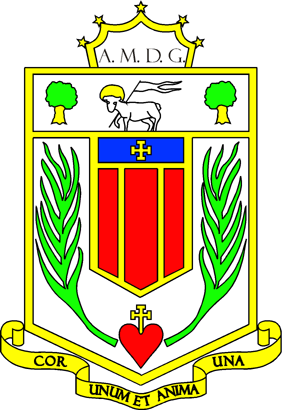 A. M. D. G.
COR UNUM ET ANIMA UNA